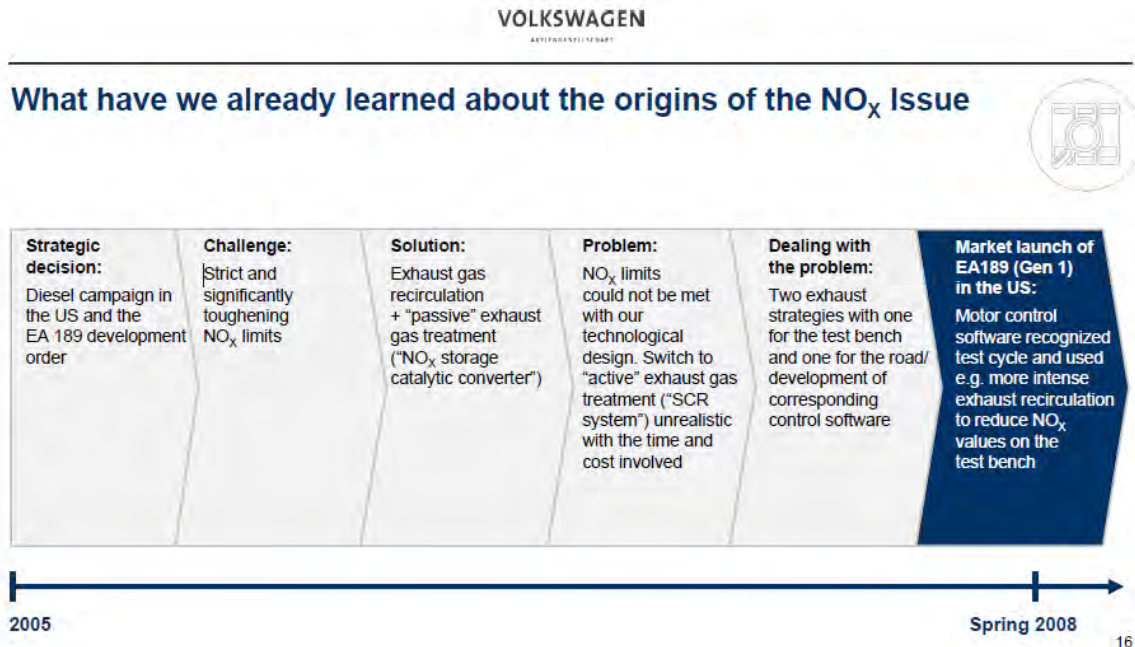 VOLKSWAGEN
AKTIENGESELLSCHAFT
What have we already learned about the origins of the NOX Issue
Strategic
decision:
Diesel campaign in
the US and the
EA 189 development
order
Challenge:
Strict and
significantly
toughening
NOX limits
Solution:
Exhaust gas
recirculation
+ “passive” exhaust
gas treatment
(“NOX storage
catalytic converter”)
Problem:
NOX limits
could not be met
with our
technological
design. Switch to
“active” exhaust gas
treatment (“SCR
system”) unrealistic
with the time and
cost involved
Dealing with
the problem:
Two exhaust
strategies with one
for the test bench
and one for the road/
development of
corresponding
control software
Market launch of
EA189 (Gen 1)
in the US:
Motor control
software recognized
test cycle and used
e.g. more intense
exhaust recirculation
to reduce NOX
values on the
test bench
2005
Spring 2008
16